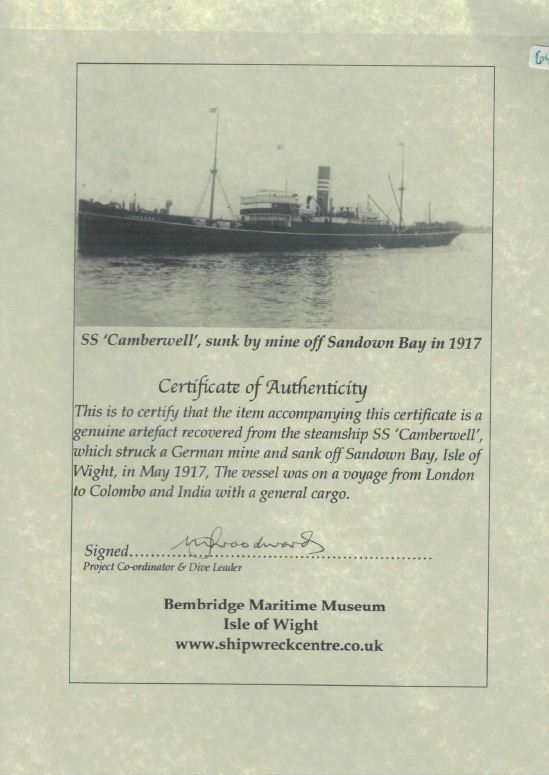 SS 'Camberwell', sunk by mine off Sandown Bay in 1917
Certificate of Authenticity
This is to certify that the item accompanying this certificate is a
genuine artefact recovered from the steamship SS 'Camberwell',
which struck a German mine and sank off Sandown Bay, Isle of
Wight, in May 1917, The vessel was on a voyage from London
to Colombo and India with a general cargo.
Signed..........................................................
Project Co-ordinator & Dive Leader
Bembridge Maritime Museum
Isle of Wight
www.shipwreckcentre.co.uk